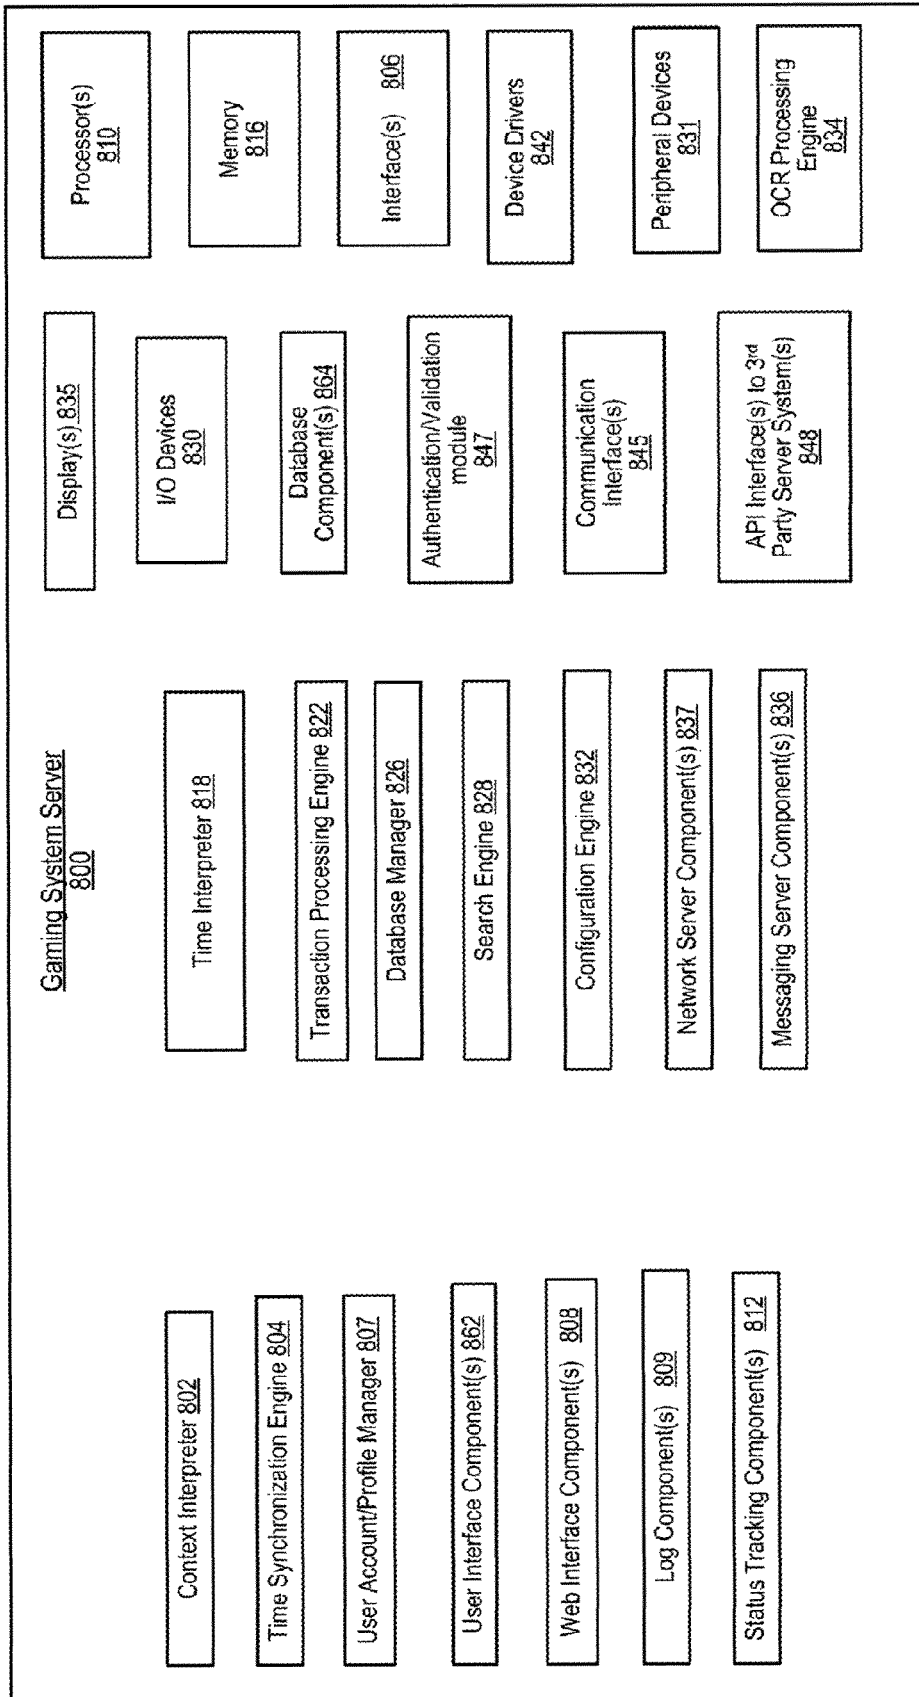 Gaming System Server
800
Context Interpreter 802
Time Synchronization Engine 804
User Account/Profile Manager 807
User Interface Component(s) 862
Web Interface Component(s) 808
Log Component(s) 809
Status Tracking Component(s) 812
Time Interpreter 818
Transaction Processing Engine 822
Database Manager 826
Search Engine 828
Configuration Engine 832
Network Server Component(s) 837
Messaging Server Component(s) 836
Display(s) 835
I/O Devices
830
Database
Component(s) 864
Authentication/Validation
module
847
Communication
Interface(s)
845
API Interface(s) to 3rd
Party Server System(s)
848
Processor(s)
810
Memory
816
Interface(s) 806
Device Drivers
842
Peripheral Devices
831
OCR Processing
Engine
834